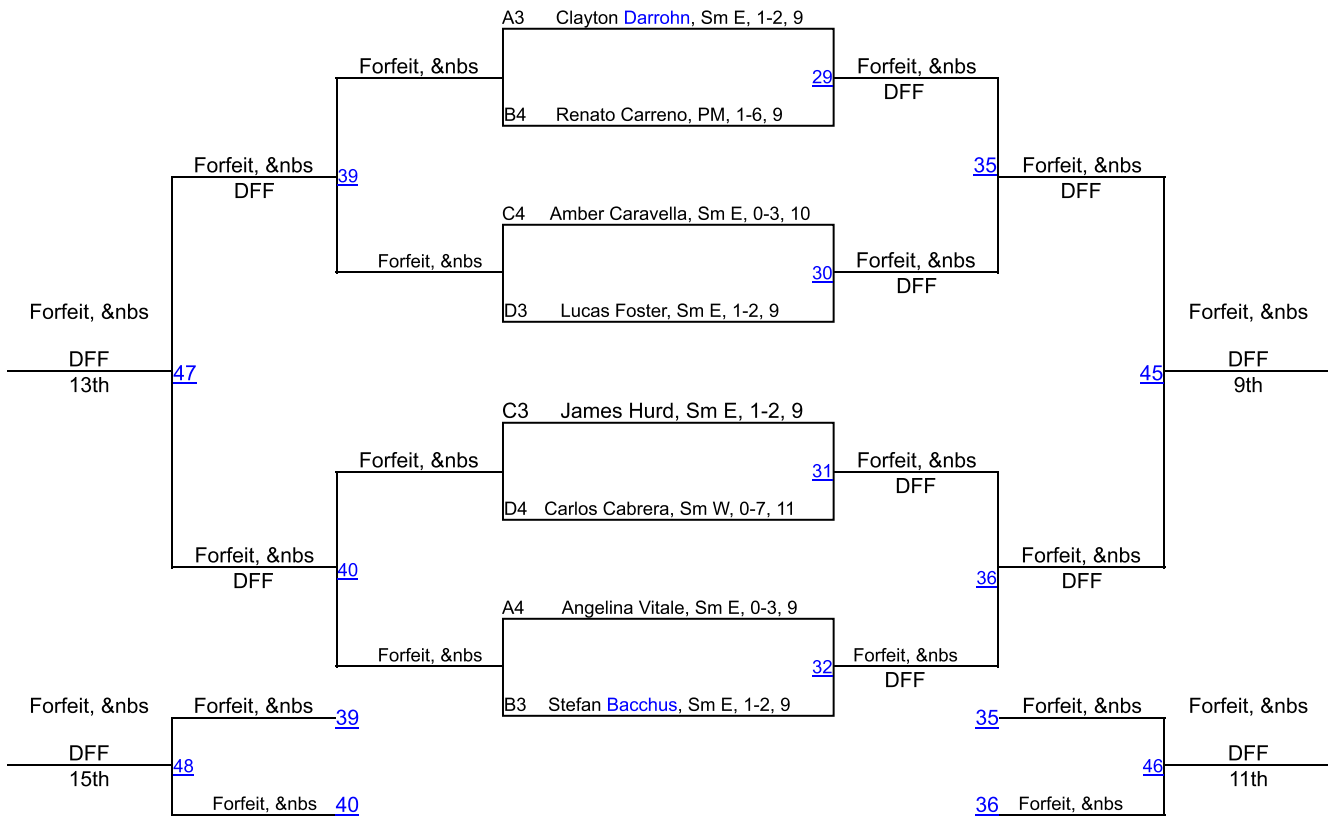 A3 Clayton Darrohn, Sm E, 1-2, 9
Forfeit, &nbs
29
Forfeit, &nbs
DFF
B4 Renato Carreno, PM, 1-6, 9
Forfeit, &nbs
DFF
39
35
Forfeit, &nbs
DFF
C4 Amber Caravella, Sm E, 0-3, 10
Forfeit, &nbs
30
Forfeit, &nbs
DFF
D3 Lucas Foster, Sm E, 1-2, 9
Forfeit, &nbs
DFF
13th
47
45
Forfeit, &nbs
DFF
9th
C3 James Hurd, Sm E, 1-2, 9
Forfeit, &nbs
31
Forfeit, &nbs
DFF
D4 Carlos Cabrera, Sm W, 0-7, 11
Forfeit, &nbs
DFF
40
36
Forfeit, &nbs
DFF
A4 Angelina Vitale, Sm E, 0-3, 9
Forfeit, &nbs
32
Forfeit, &nbs
DFF
B3 Stefan Bacchus, Sm E, 1-2, 9
Forfeit, &nbs
DFF
15th
Forfeit, &nbs
39
48
Forfeit, &nbs
40
35
Forfeit, &nbs
46
36
Forfeit, &nbs
Forfeit, &nbs
DFF
11th